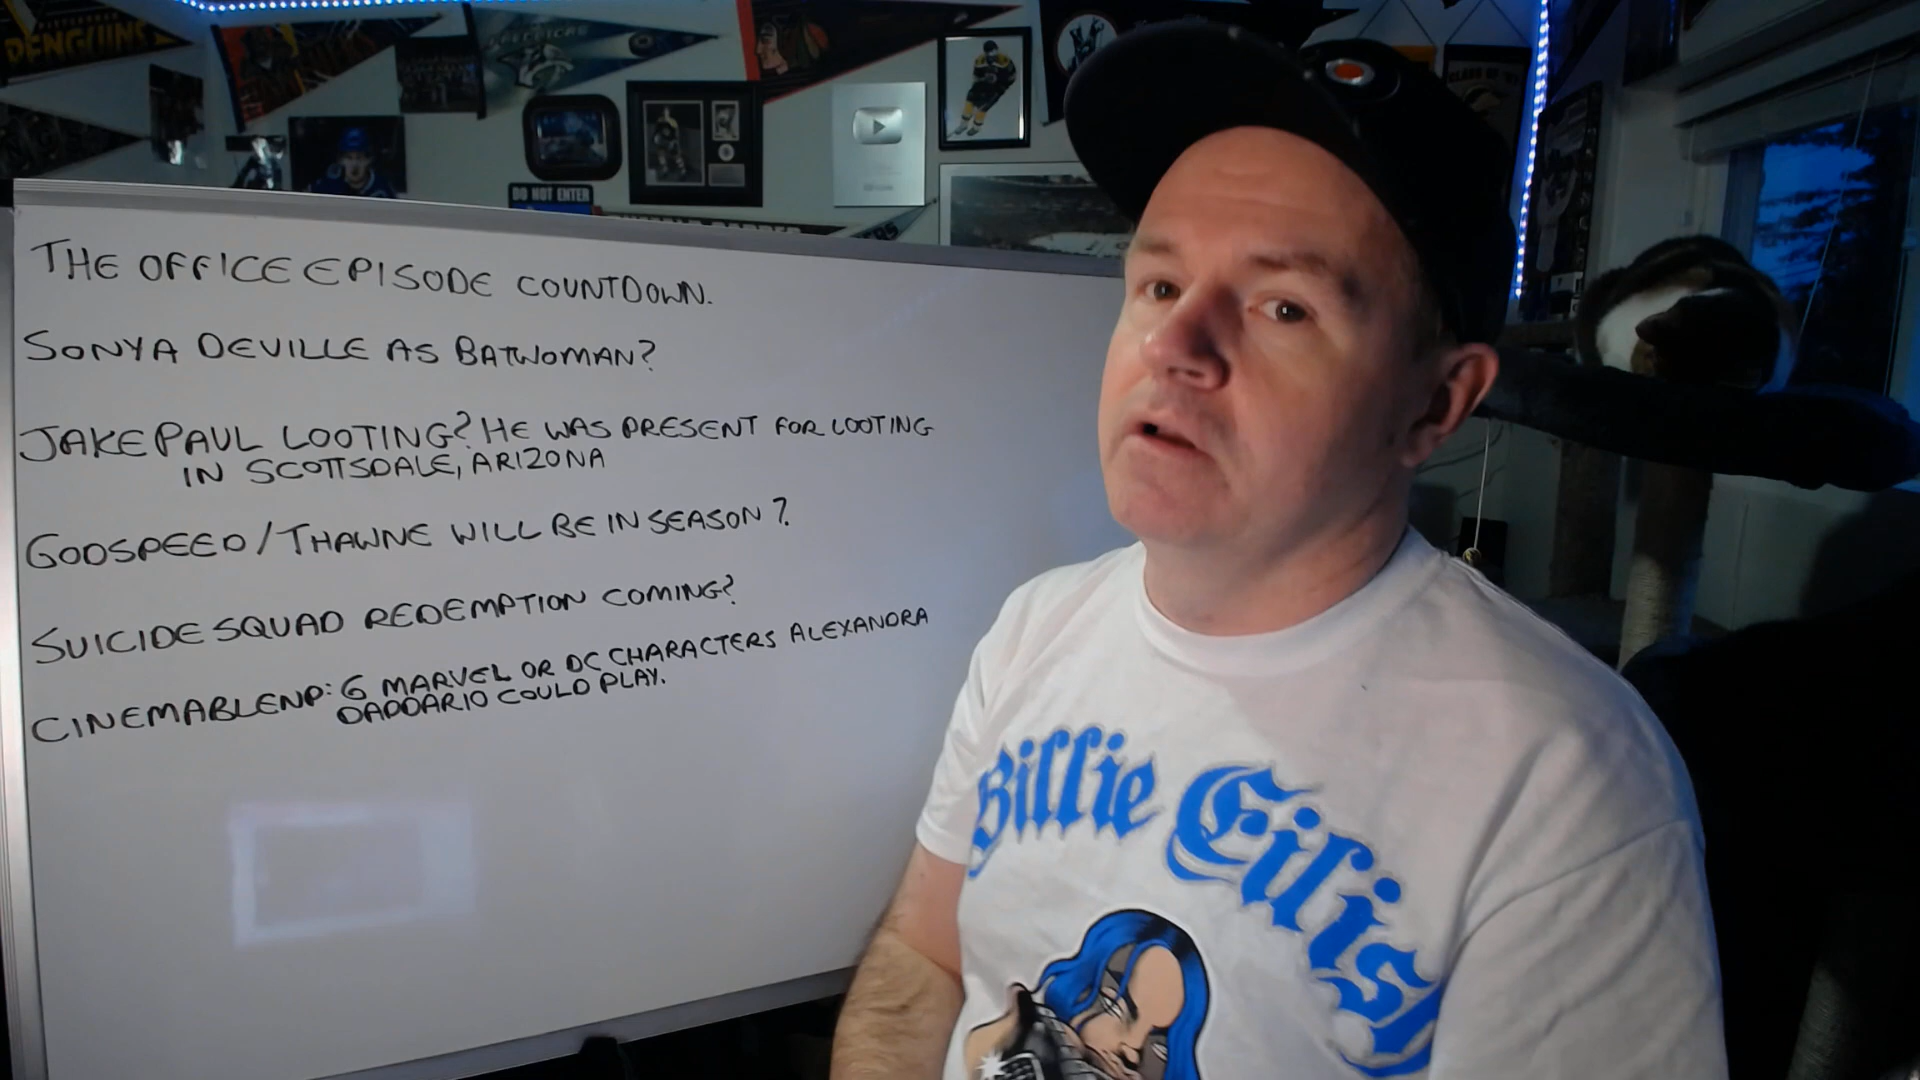 PENGUINS
CLASS OF
DO NOT ENTER
THE OFFICE EPISODE COUNTDOWN.
SONYA DEVILLE AS BATWOMAN?
JAKE PAUL LOOTING? HE WAS PRESENT FOR LOOTING
IN SCOTTSDALE, ARIZONA
GODSPEED/THAWNE WILL BE IN SEASON 7.
SUICIDE SQUAD REDEMPTION COMING?
CINEMABLEND: 6 MARVEL OR DC CHARACTERS ALEXANDRA
DADDARIO COULD PLAY.
Billie Eilish